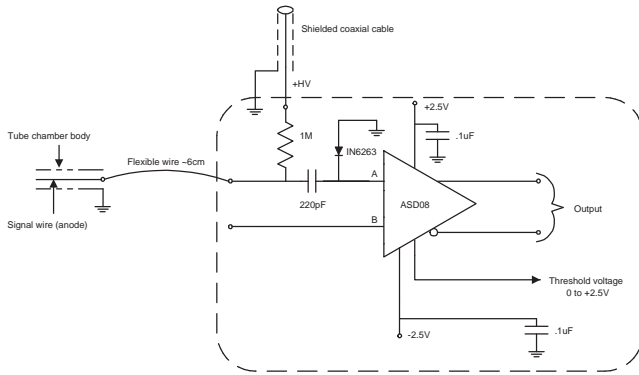 Shielded coaxial cable
+HV
+2.5V
1M
IN6263
.1uF
Tube chamber body
Flexible wire ~6cm
A
220pF
ASD08
B
Signal wire (anode)
Output
Threshold voltage
0 to +2.5V
-2.5V
.1uF